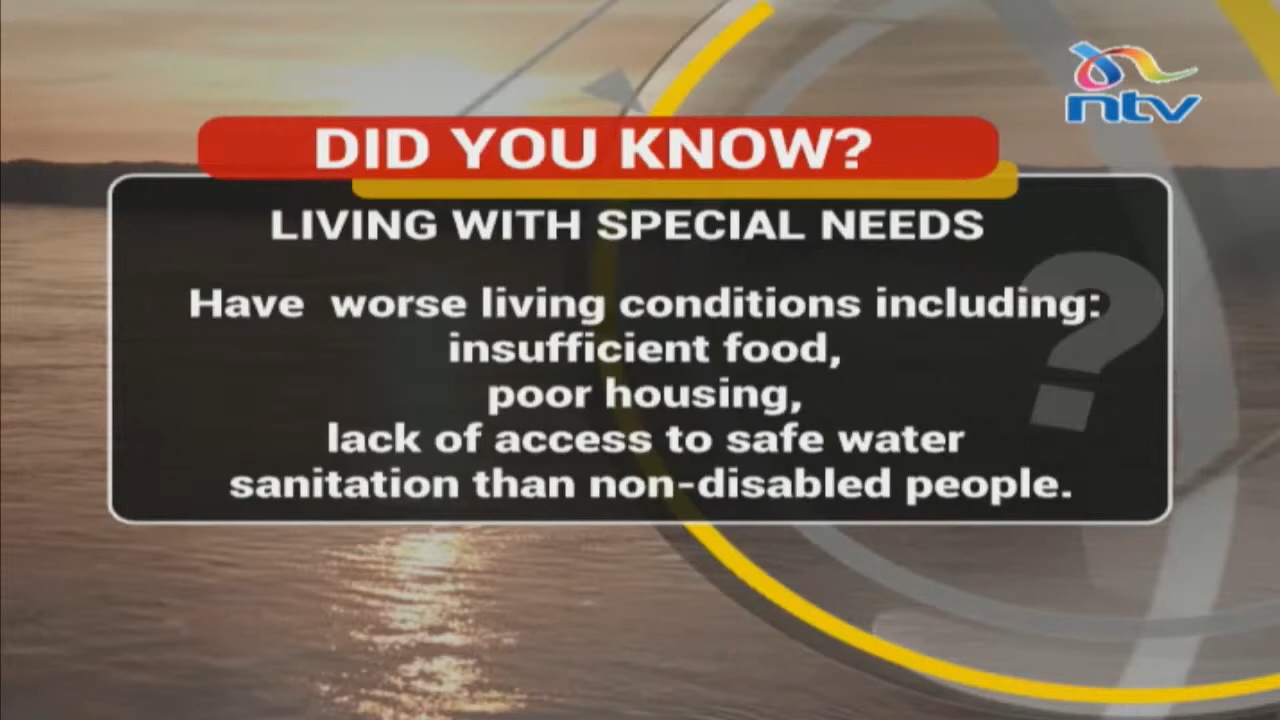 ntv
DID YOU KNOW?
LIVING WITH SPECIAL NEEDS
Have worse living conditions including:
insufficient food,
poor housing,
lack of access to safe water
sanitation than non-disabled people.
?